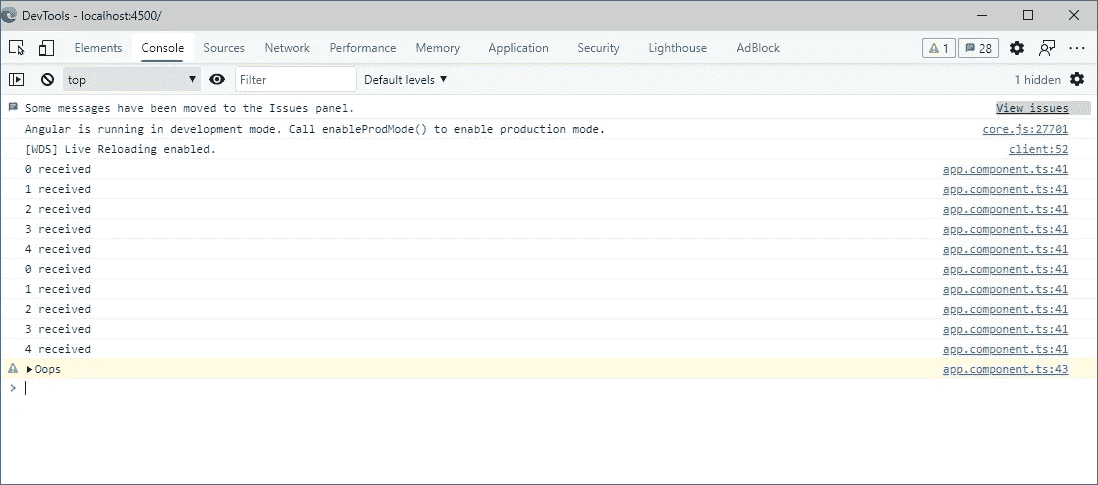 DevTools - localhost:4500/
Elements Console Sources Network Performance Memory Application Security Lighthouse AdBlock 1 28
top Filter Default levels 1 hidden
Some messages have been moved to the Issues panel. View issues
Angular is running in development mode. Call enableProdMode() to enable production mode. core.js:27701
[WDS] Live Reloading enabled. client:52
0 received app.component.ts:41
1 received app.component.ts:41
2 received app.component.ts:41
3 received app.component.ts:41
4 received app.component.ts:41
0 received app.component.ts:41
1 received app.component.ts:41
2 received app.component.ts:41
3 received app.component.ts:41
4 received app.component.ts:41
Oops app.component.ts:43